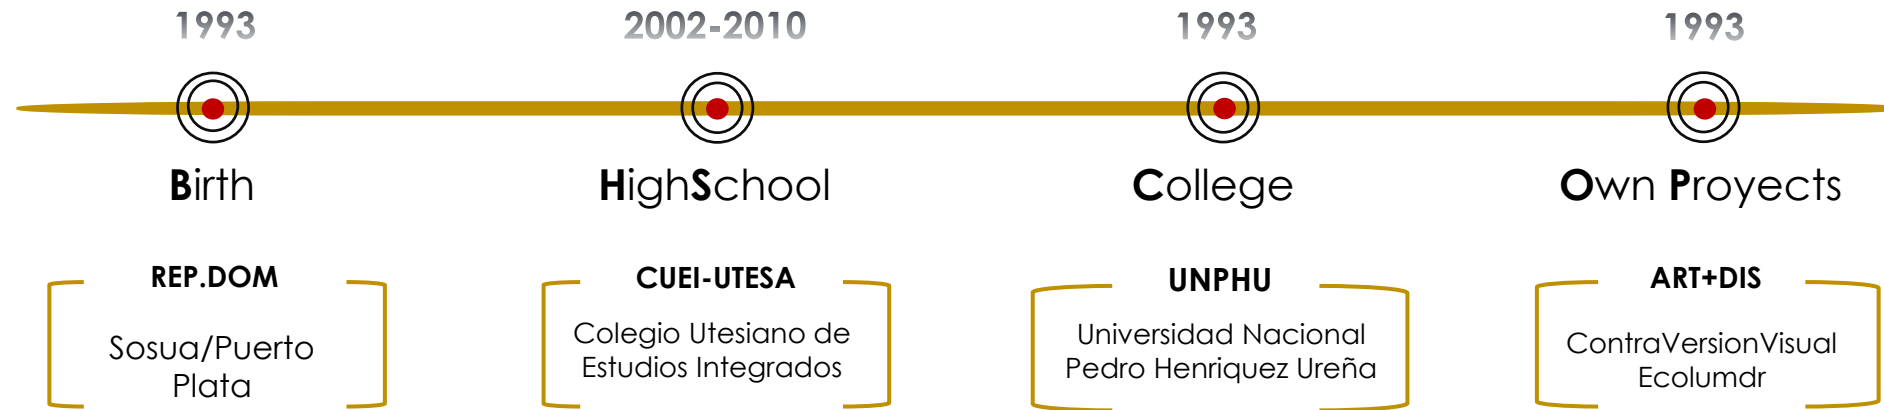 1993
2002-2010
1993
1993
Birth
HighSchool
College
Own Proyects
REP.DOM
Sosua/Puerto
Plata
CUEI-UTESA
Colegio Utesiano de
Estudios Integrados
UNPHU
Universidad Nacional
Pedro Henriquez Ureña
ART+DIS
ContraVersionVisual
Ecolumdr